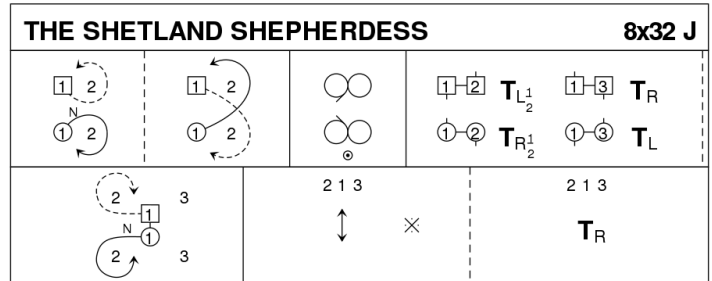 THE SHETLAND SHEPHERDESS 8x32 J
1 2 1 2 1 2 T L 1/2 1 3 T R
N
1 2 1 2 1 2 T R 1/2 1 3 T L
2 3 2 1 3 2 1 3
1
N 1 T R
2 3